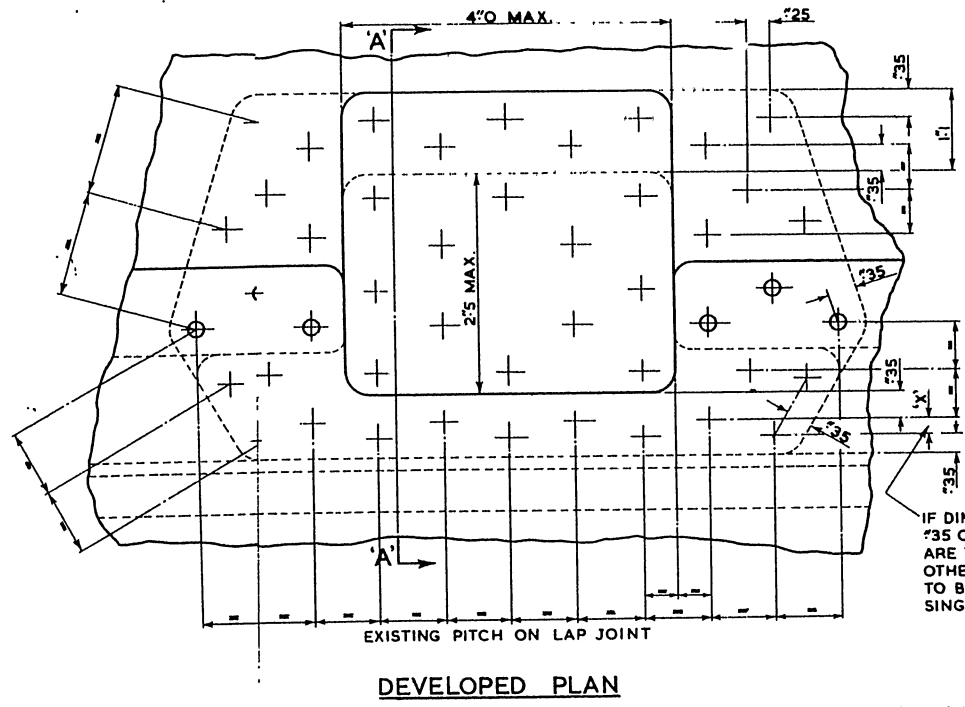 4"·0 MAX.
"·25
'A'
"·35
1"·1
"·35
2"·5 MAX.
"·35
"·35
'X'
"·35
"·35
IF DIM
"·35 O
ARE
OTHE
TO B
SING
'A'
EXISTING PITCH ON LAP JOINT
DEVELOPED PLAN